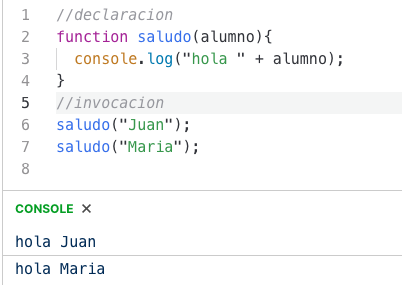 1 //declaracion
2 function saludo(alumno){
3   console.log("hola " + alumno);
4 }
5 //invocacion
6 saludo("Juan");
7 saludo("Maria");
8
CONSOLE ×
hola Juan
hola Maria